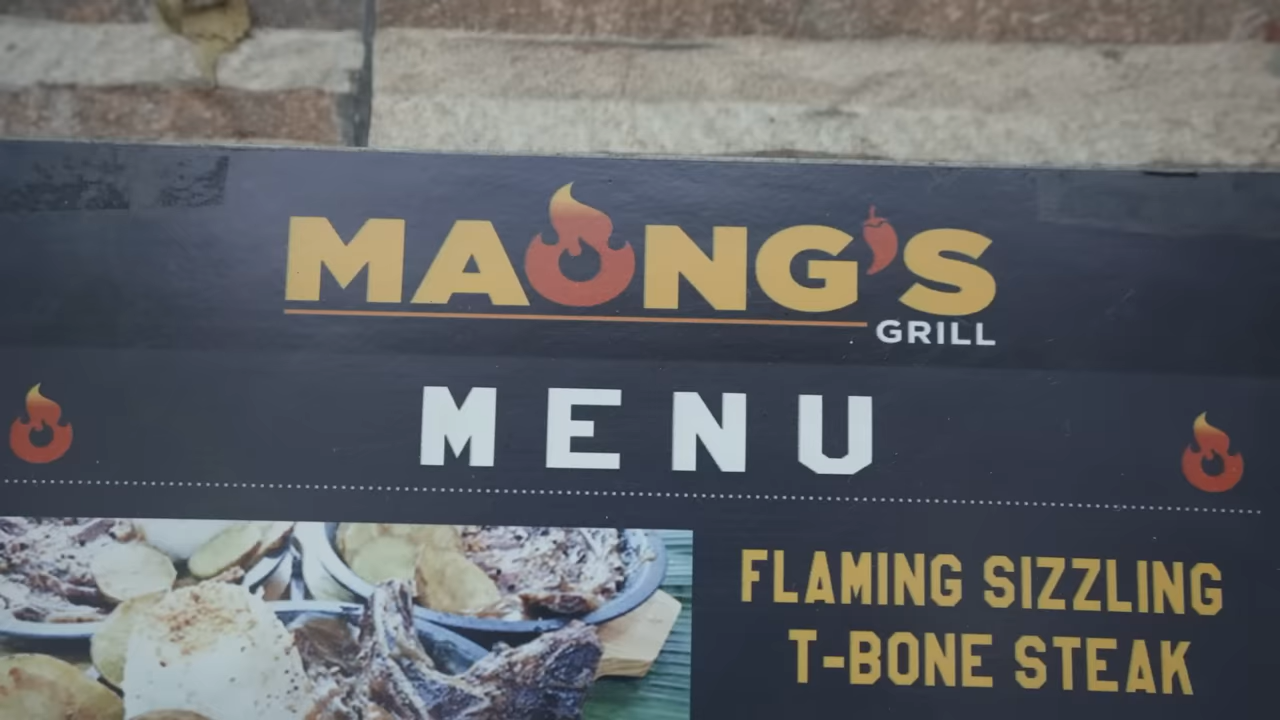 MAONG'S
GRILL
MENU
FLAMING SIZZLING
T-BONE STEAK